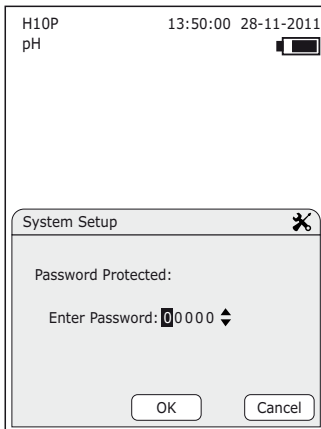 H10P 13:50:00 28-11-2011
pH
System Setup
Password Protected:
Enter Password: 00000
OK Cancel